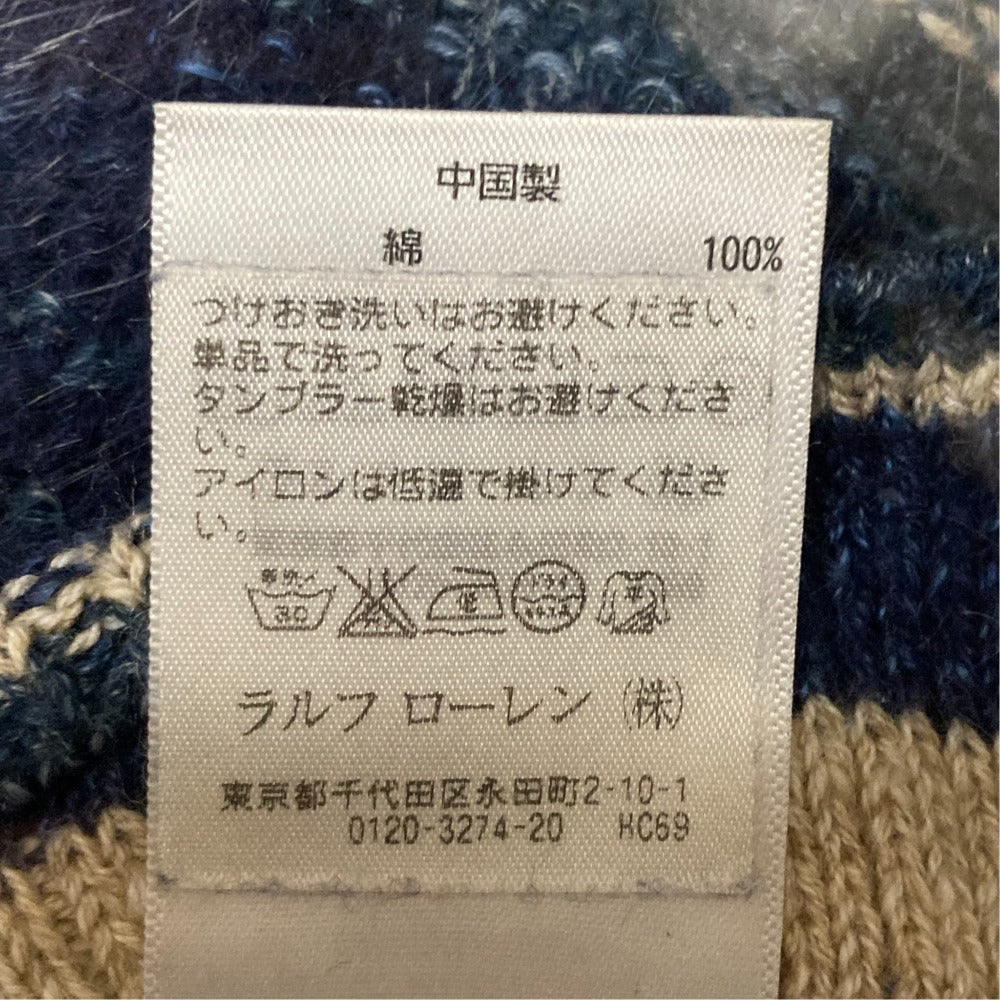 中国製
綿 100%
つけおき洗いはお避けください。
単品で洗ってください。
タンブラー乾燥はお避けくださ
い。
アイロンは低温で掛けてくださ
い。
30 低 平
ラルフ ローレン (株)
東京都千代田区永田町2-10-1
0120-3274-20 HC69